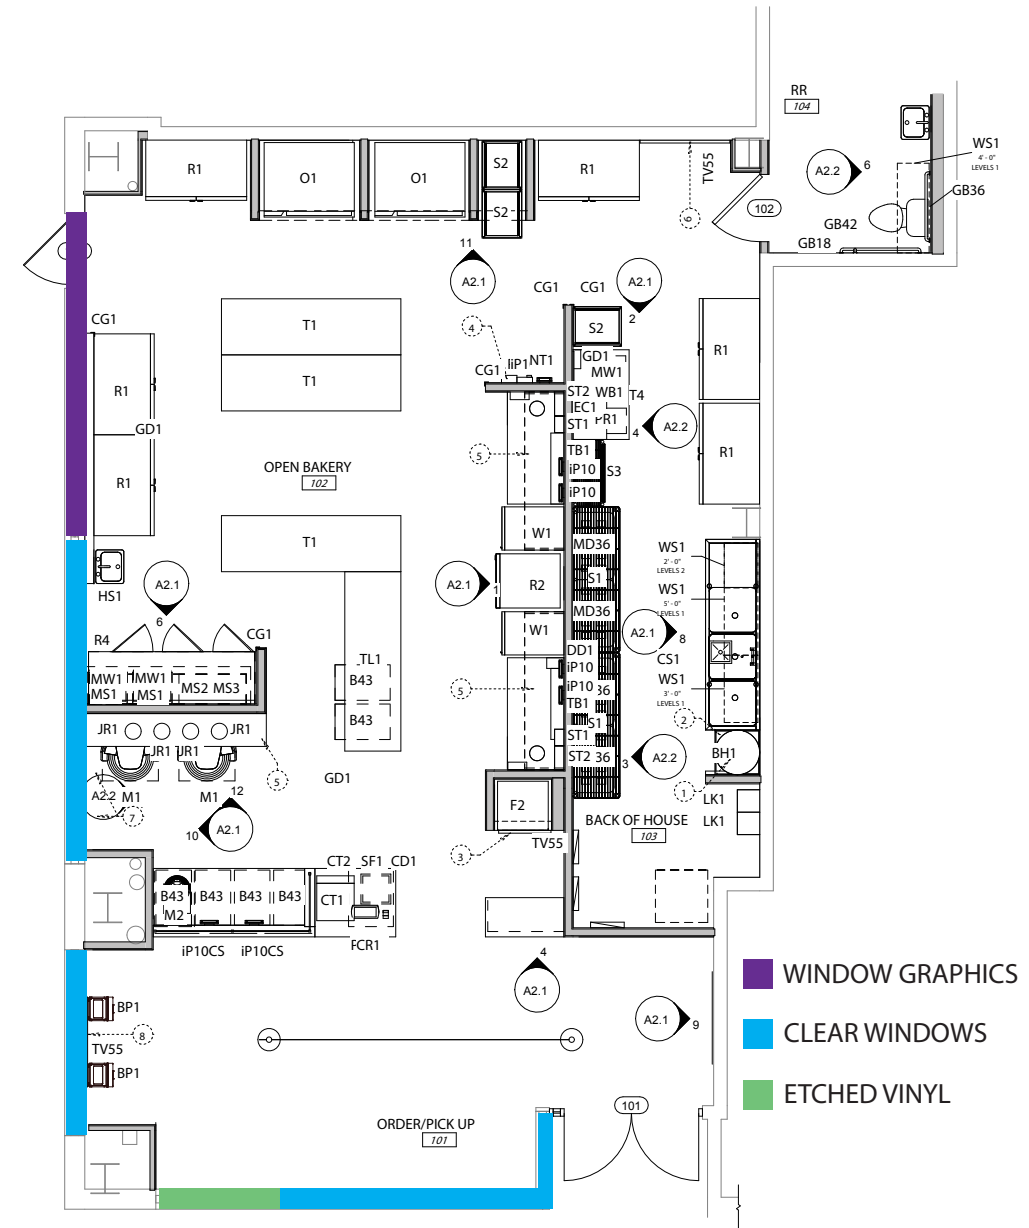 RR
104
WS1
4' - 0"
LEVELS 1
6
A2.2
GB36
GB42
GB18
102
R1
O1
O1
S2
S2
R1
TV55
6
11
A2.1
CG1
CG1
A2.1
2
S2
CG1
T1
T1
4
CG1
IiP1
NT1
GD1
MW1
ST2
WB1
T4
EC1
PR1
ST1
4
A2.2
R1
R1
GD1
R1
R1
OPEN BAKERY
102
5
TB1
iP10
S3
iP10
T1
W1
MD36
S1
MD36
R2
W1
A2.1
1
WS1
2' - 0"
LEVELS 2
WS1
5' - 0"
LEVELS 1
A2.1
8
CS1
WS1
3' - 0"
LEVELS 1
HS1
A2.1
6
R4
CG1
MW1
MS1
MW1
MS1
MS2
MS3
TL1
B43
B43
DD1
iP10
iP10
36
TB1
S1
ST1
ST2
36
5
3
A2.2
2
BH1
1
JR1
JR1
JR1
JR1
5
M1
M1
A2.2
7
12
10
A2.1
GD1
F2
TV55
3
BACK OF HOUSE
103
LK1
LK1
CT2
SF1
CD1
B43
B43
B43
B43
M2
CT1
FCR1
iP10CS
iP10CS
4
A2.1
A2.1
9
BP1
TV55
8
BP1
ORDER/PICK UP
101
101
WINDOW GRAPHICS
CLEAR WINDOWS
ETCHED VINYL